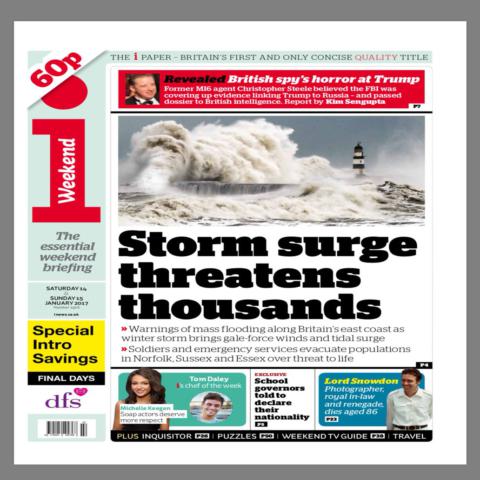 THE i PAPER – BRITAIN'S FIRST AND ONLY CONCISE QUALITY TITLE
60p
i
Weekend
The
essential
weekend
briefing
SATURDAY 14
SUNDAY 15
JANUARY 2017
inews.co.uk
Special
Intro
Savings
FINAL DAYS
dfs
Revealed British spy's horror at Trump
Former MI6 agent Christopher Steele believed the FBI was
covering up evidence linking Trump to Russia – and passed
dossier to British intelligence. Report by Kim Sengupta
P7
Storm surge
threatens
thousands
» Warnings of mass flooding along Britain's east coast as
winter storm brings gale-force winds and tidal surge
» Soldiers and emergency services evacuate populations
in Norfolk, Sussex and Essex over threat to life
P4
Michelle Keegan
Soap actors deserve
more respect
Tom Daley
i's chef of the week
EXCLUSIVE
School
governors
told to
declare
their
nationality
Lord Snowdon
Photographer,
royal in-law
and renegade,
dies aged 86
P23
PLUS INQUISITOR P56 | PUZZLES P50 | WEEKEND TV GUIDE P38 | TRAVEL